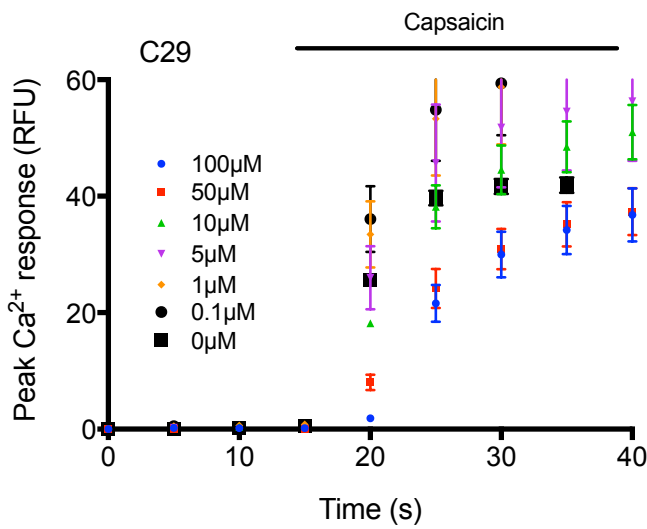 Capsaicin
C29
Peak Ca²⁺ response (RFU)
60
40
20
0
100µM
50µM
10µM
5µM
1µM
0.1µM
0µM
0 10 20 30 40
Time (s)